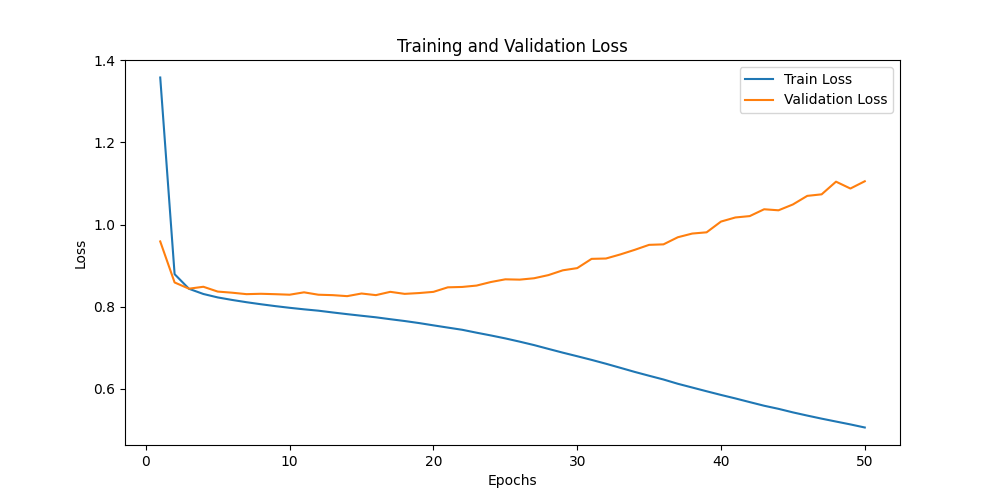 Training and Validation Loss
Train Loss
Validation Loss
1.4
1.2
1.0
0.8
0.6
Loss
0 10 20 30 40 50
Epochs